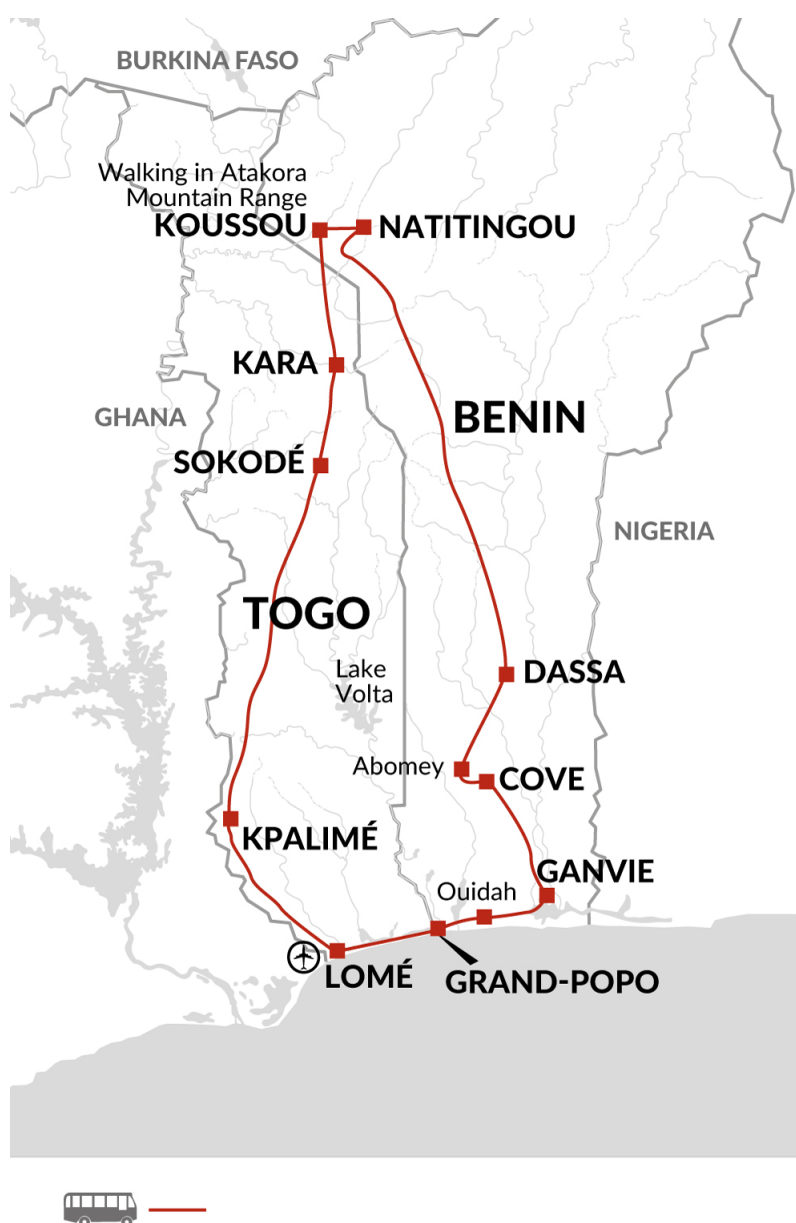 BURKINA FASO
Walking in Atakora
Mountain Range
KOUSSOU
NATITINGOU
KARA
GHANA
BENIN
SOKODÉ
NIGERIA
TOGO
Lake
Volta
DASSA
Abomey
COVE
KPALIMÉ
GANVIE
Ouidah
LOMÉ
GRAND-POPO